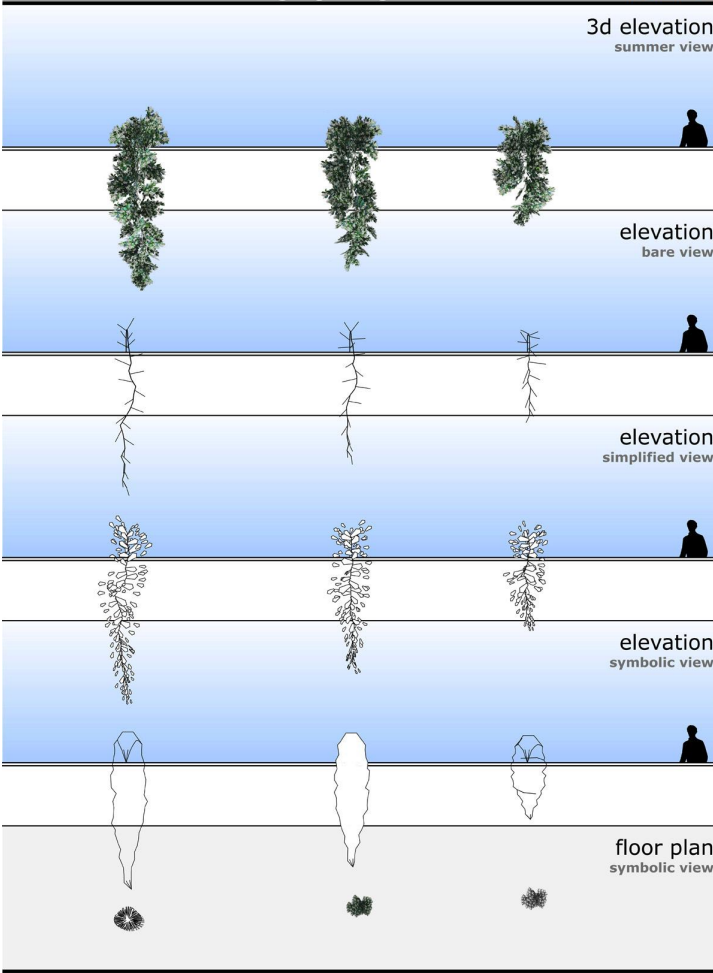 3d elevation
summer view
elevation
bare view
elevation
simplified view
elevation
symbolic view
floor plan
symbolic view